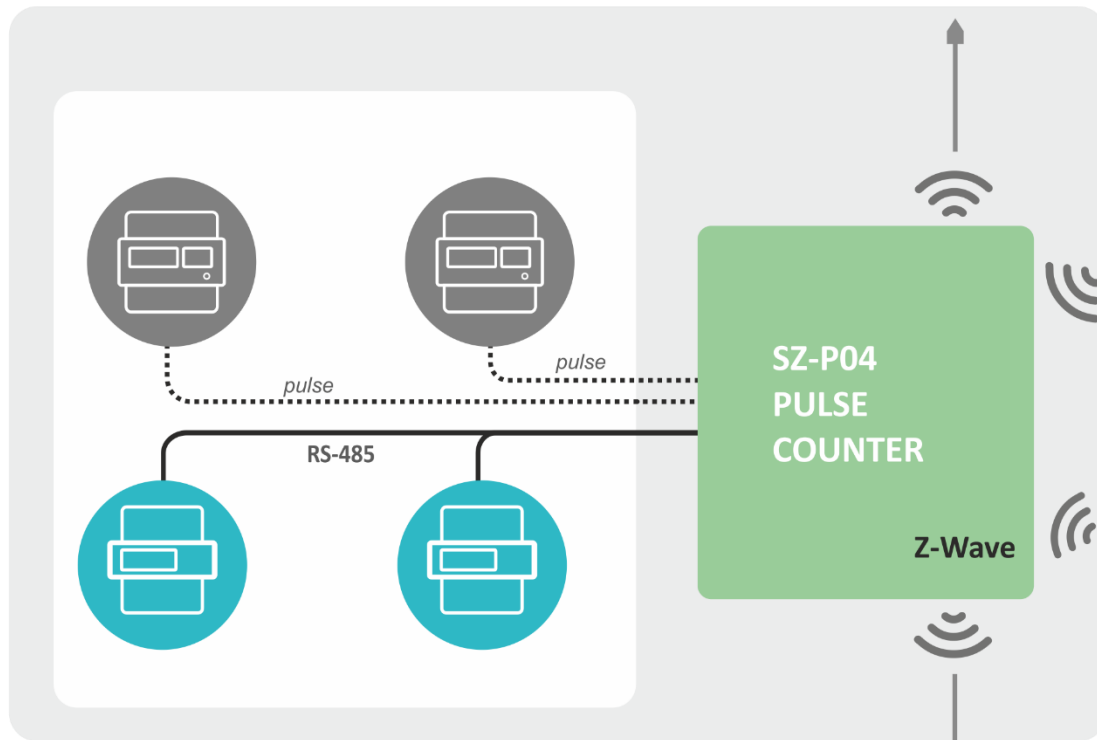 pulse
pulse
RS-485
SZ-P04
PULSE
COUNTER
Z-Wave